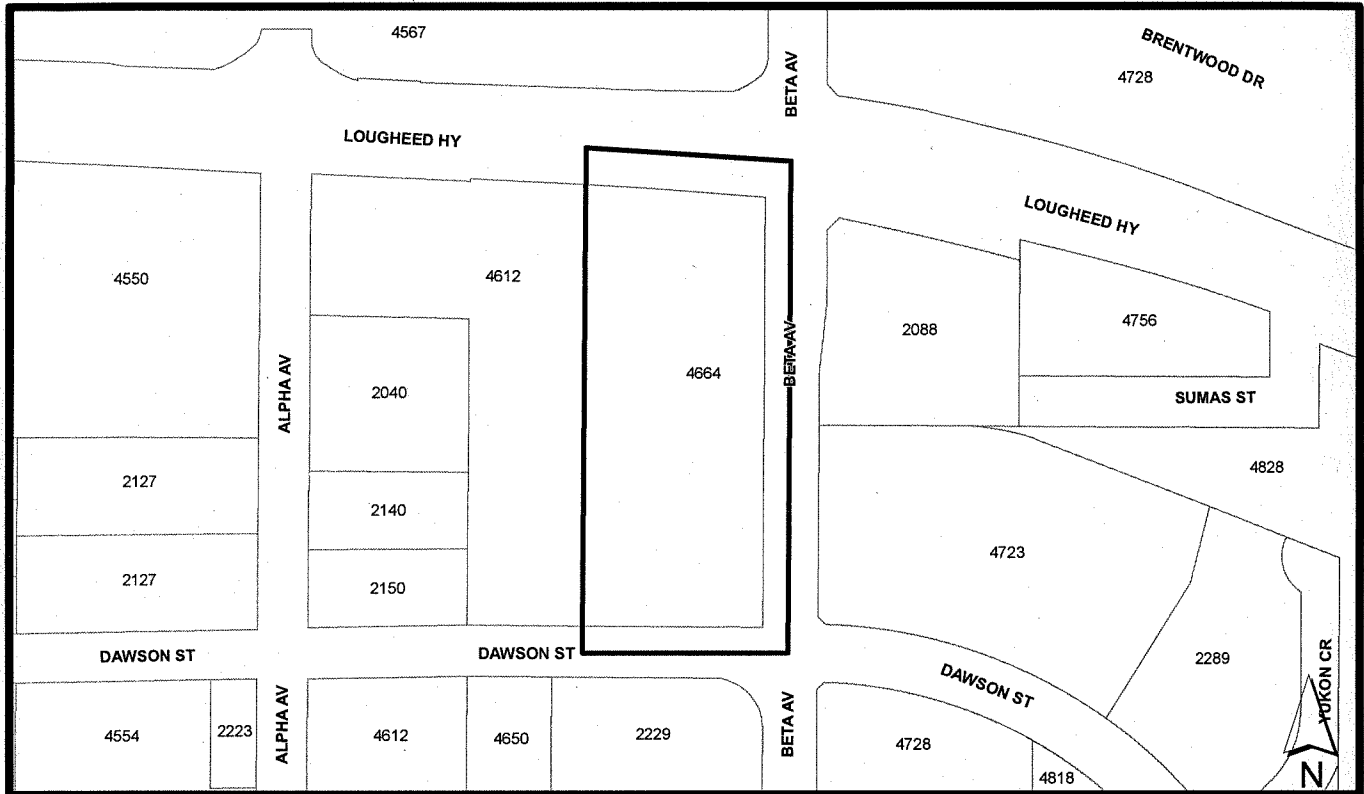 4567
BETA AV
BRENTWOOD DR
4728
LOUGHEED HY
LOUGHEED HY
4550
4612
4664
BETA AV
2088
4756
SUMAS ST
ALPHA AV
2040
2127
2140
4828
4723
2127
2150
DAWSON ST
DAWSON ST
2289
YUKON CR
DAWSON ST
4554
2223
ALPHA AV
4612
4650
2229
BETA AV
4728
4818
N